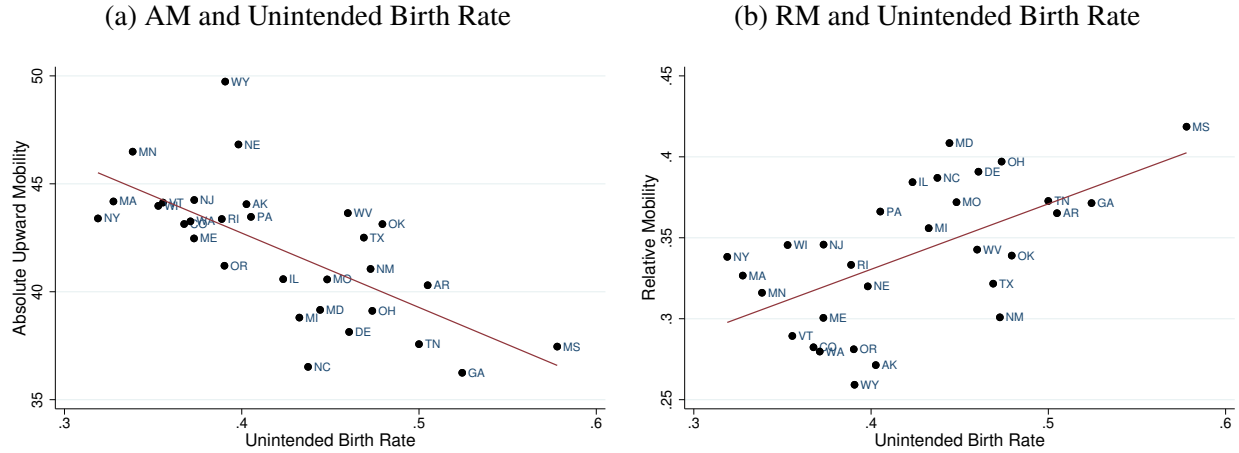 (a) AM and Unintended Birth Rate
50
45
40
35
Absolute Upward Mobility
WY
NE
MN
MA
VT
WI
NJ
AK
NY
RI
PA
WA
CO
ME
WV
OK
TX
OR
NM
IL
MO
AR
MD
OH
MI
DE
TN
MS
NC
GA
.3
.4
.5
.6
Unintended Birth Rate
(b) RM and Unintended Birth Rate
.45
.4
.35
.3
.25
Relative Mobility
MS
MD
OH
DE
NC
IL
MO
TN
GA
PA
AR
MI
WI
NJ
WV
NY
OK
RI
MA
TX
NE
MN
ME
NM
VT
CO
WA
OR
AK
WY
.3
.4
.5
.6
Unintended Birth Rate